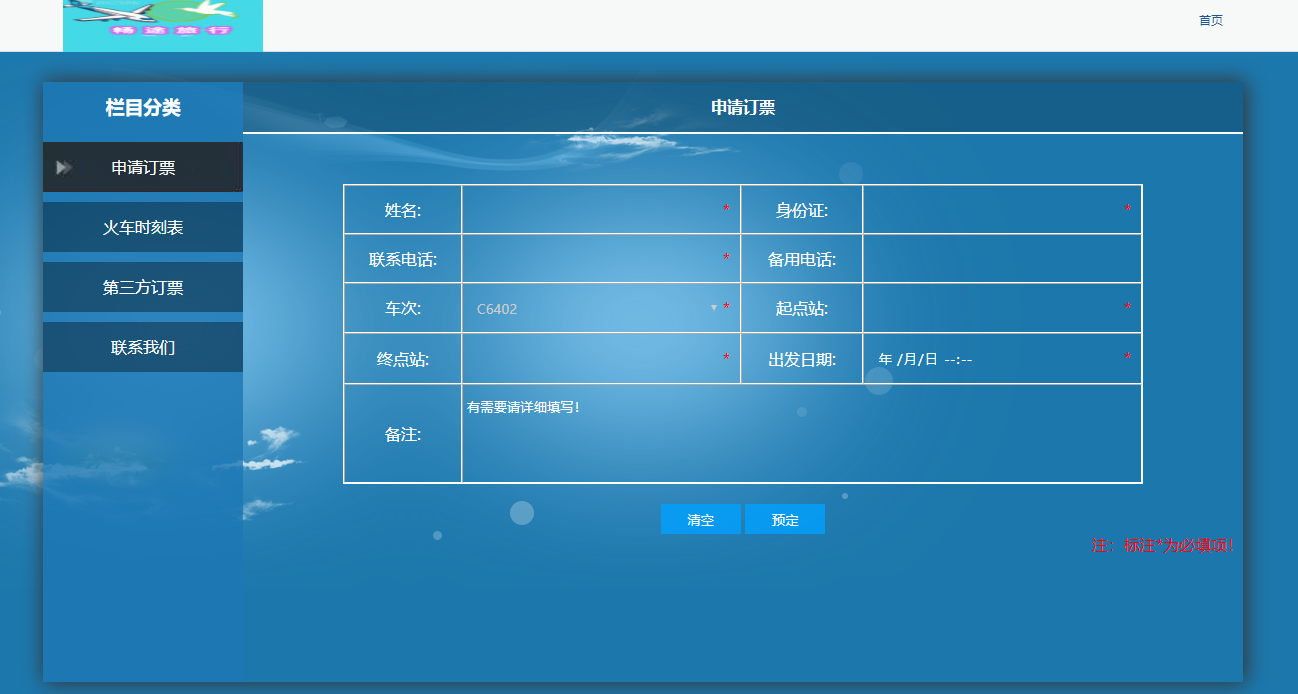 畅途旅行
首页
栏目分类
申请订票
火车时刻表
第三方订票
联系我们
申请订票
姓名: * 身份证: *
联系电话: * 备用电话:
车次: C6402 * 起点站: *
终点站: * 出发日期: 年 /月/日 --:-- *
备注: 有需要请详细填写!
清空 预定
注：标注*为必填项!